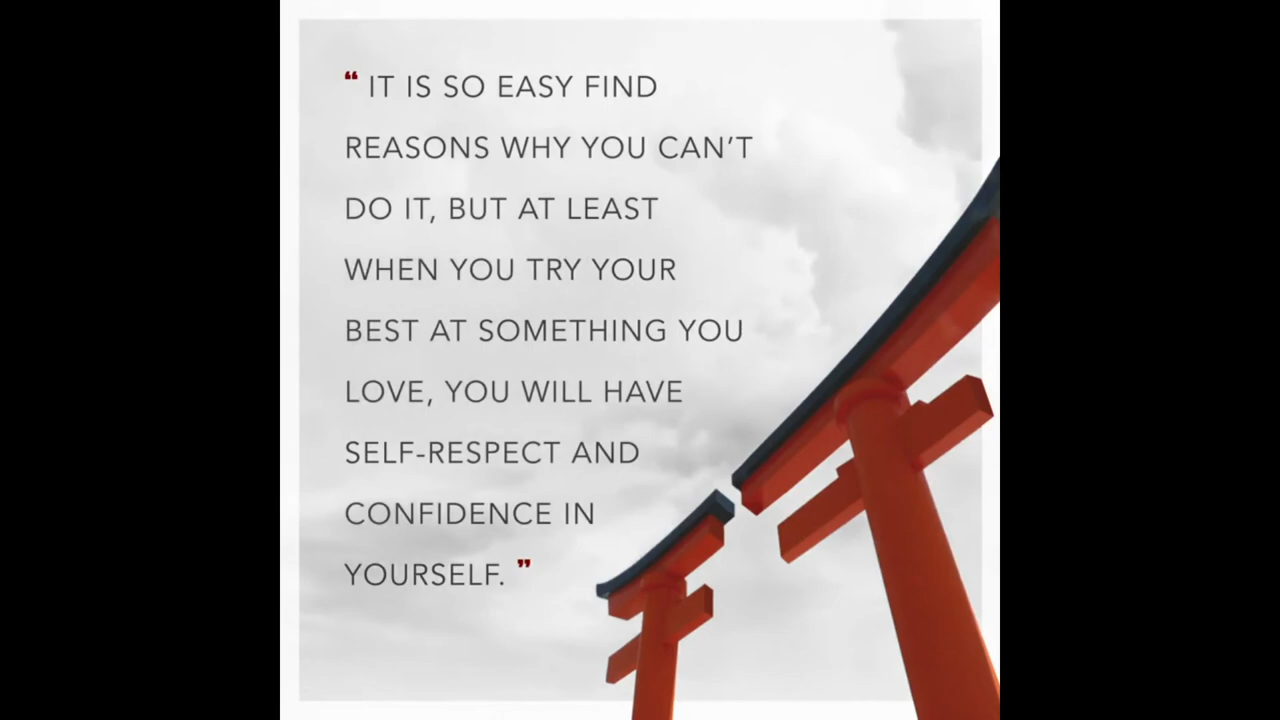 ❝ IT IS SO EASY FIND
REASONS WHY YOU CAN’T
DO IT, BUT AT LEAST
WHEN YOU TRY YOUR
BEST AT SOMETHING YOU
LOVE, YOU WILL HAVE
SELF-RESPECT AND
CONFIDENCE IN
YOURSELF. ❞